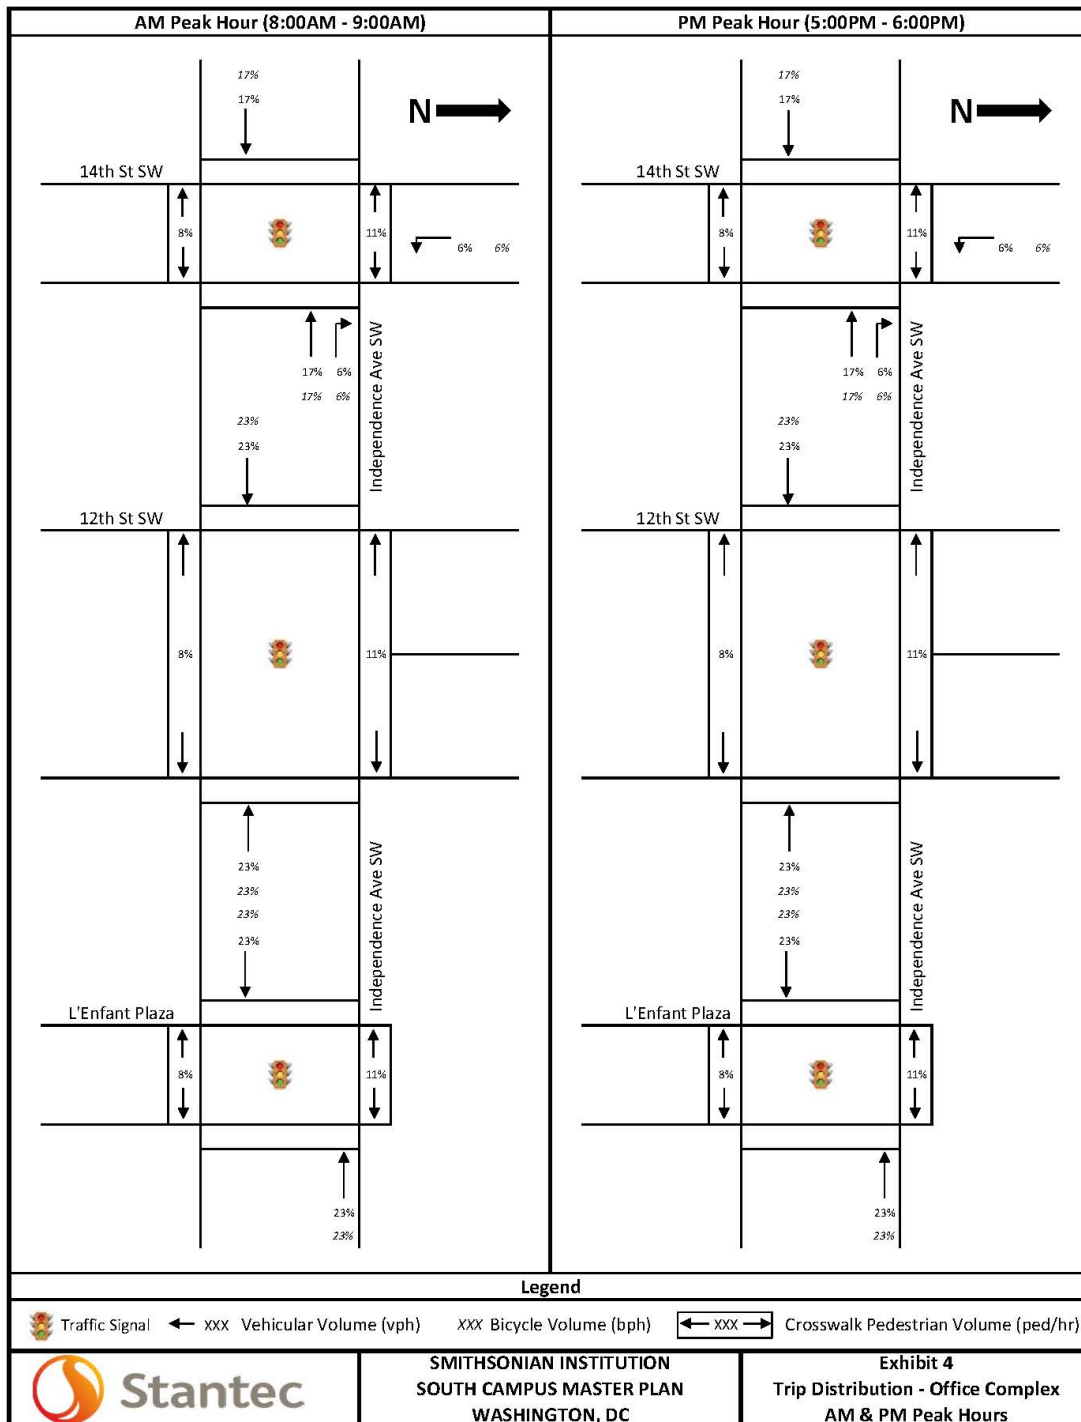 AM Peak Hour (8:00AM - 9:00AM)
17%
17%
N
14th St SW
8%
11%
6% 6%
17% 6%
17% 6%
Independence Ave SW
23%
23%
12th St SW
8%
11%
23%
23%
23%
23%
Independence Ave SW
L'Enfant Plaza
8%
11%
23%
23%
PM Peak Hour (5:00PM - 6:00PM)
17%
17%
N
14th St SW
8%
11%
6% 6%
17% 6%
17% 6%
Independence Ave SW
23%
23%
12th St SW
8%
11%
23%
23%
23%
23%
Independence Ave SW
L'Enfant Plaza
8%
11%
23%
23%
Legend
Traffic Signal XXX Vehicular Volume (vph) XXX Bicycle Volume (bph) XXX Crosswalk Pedestrian Volume (ped/hr)
Stantec
SMITHSONIAN INSTITUTION
SOUTH CAMPUS MASTER PLAN
WASHINGTON, DC
Exhibit 4
Trip Distribution - Office Complex
AM & PM Peak Hours